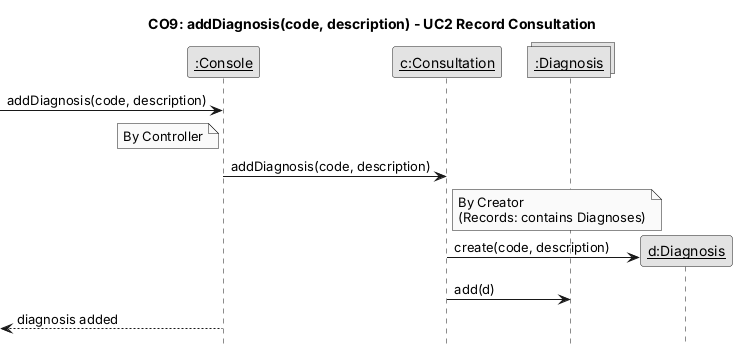 CO9: addDiagnosis(code, description) - UC2 Record Consultation
:Console
c:Consultation
:Diagnosis
addDiagnosis(code, description)
By Controller
addDiagnosis(code, description)
By Creator
(Records: contains Diagnoses)
create(code, description)
d:Diagnosis
add(d)
diagnosis added